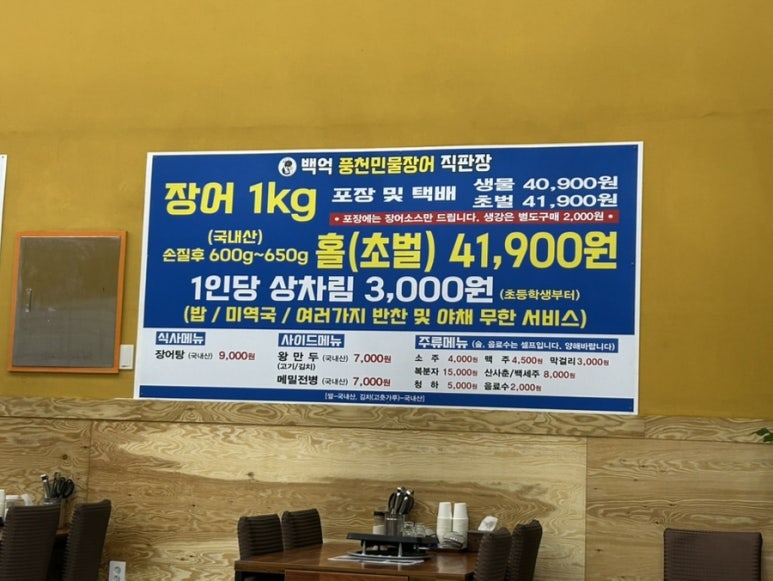 백억 풍천민물장어 직판장
장어 1kg 포장 및 택배 생물 40,900원
초벌 41,900원
• 포장에는 장어소스만 드립니다. 생강은 별도구매 2,000원 •
(국내산)
손질후 600g~650g 홀(초벌) 41,900원
1인당 상차림 3,000원 (초등학생부터)
(밥 / 미역국 / 여러가지 반찬 및 야채 무한 서비스)
식사메뉴
장어탕 (국내산) 9,000원
사이드메뉴
왕만두 (국내산) 7,000원
(고기/김치)
메밀전병 (국내산) 7,000원
주류메뉴 (술, 음료수는 셀프입니다. 양해바랍니다)
소 주 4,000원 맥 주 4,500원 막걸리 3,000원
복분자 15,000원 산사춘/백세주 8,000원
청 하 5,000원 음료수 2,000원
[쌀-국내산, 김치(고춧가루)-국내산]